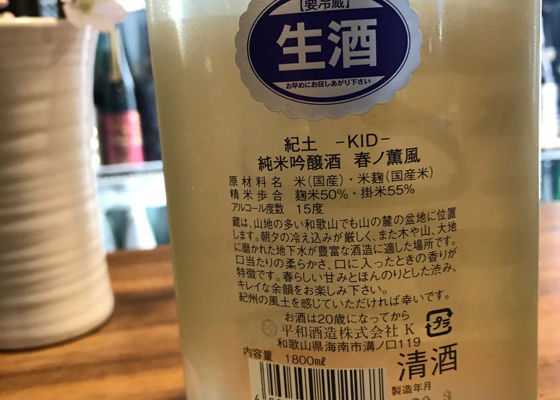 【要冷蔵】
生酒
お早めにお召しあがり下さい
紀土 -KID-
純米吟醸酒 春ノ薫風
原材料名 米(国産)・米麹(国産米)
精米歩合 麹米50%・掛米55%
アルコール度数 15度
蔵は、山地の多い和歌山でも山の麓の盆地に位置
します。朝夕の冷え込みが厳しく、また木や山、大地
に磨かれた地下水が豊富な酒造に適した場所です。
口当たりの柔らかさ、口に入ったときの香りが
特徴です。春らしい甘みとほんのりとした渋み、
キレイな余韻をお楽しみ下さい。
紀州の風土を感じていただければ幸いです。
お酒は20歳になってから
平和酒造株式会社 K
和歌山県海南市溝ノ口119
プラ
内容量 1800㎖
清酒
製造年月